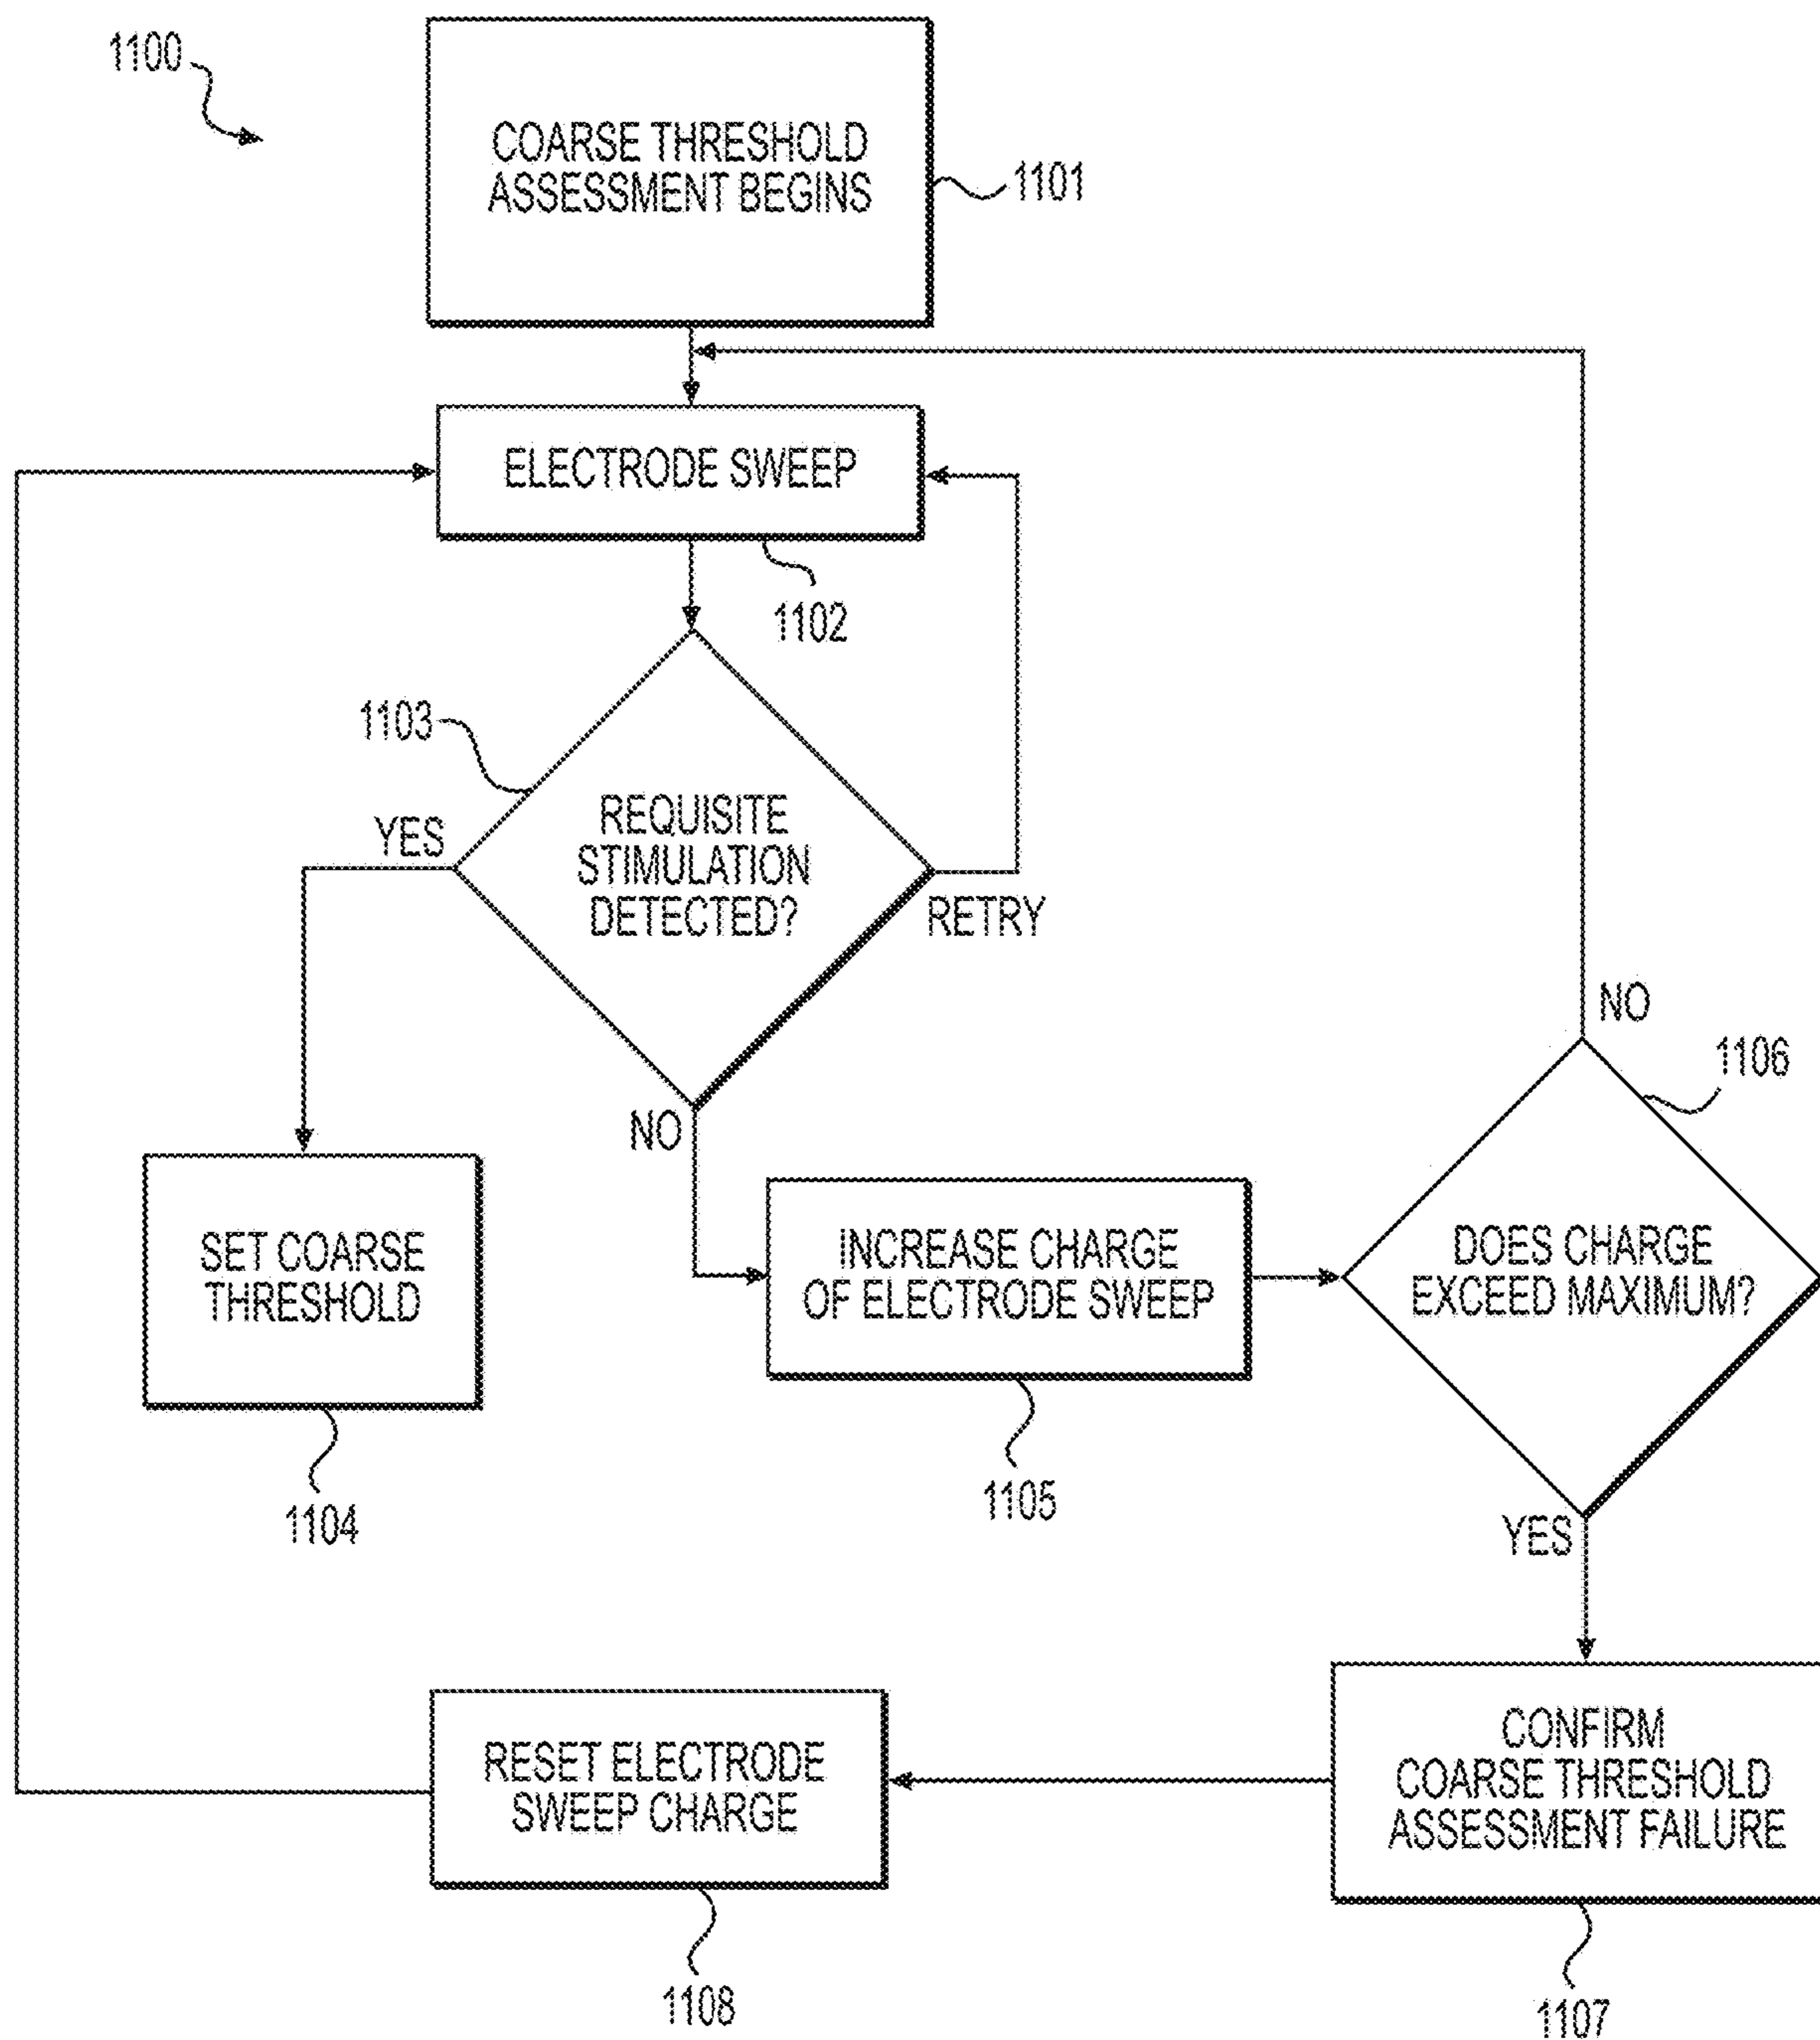 1100
COARSE THRESHOLD
ASSESSMENT BEGINS
1101
ELECTRODE SWEEP
1102
1103
YES
REQUISITE
STIMULATION
DETECTED?
RETRY
NO
NO
1106
SET COARSE
THRESHOLD
1104
INCREASE CHARGE
OF ELECTRODE SWEEP
1105
DOES CHARGE
EXCEED MAXIMUM?
YES
CONFIRM
COARSE THRESHOLD
ASSESSMENT FAILURE
1107
RESET ELECTRODE
SWEEP CHARGE
1108